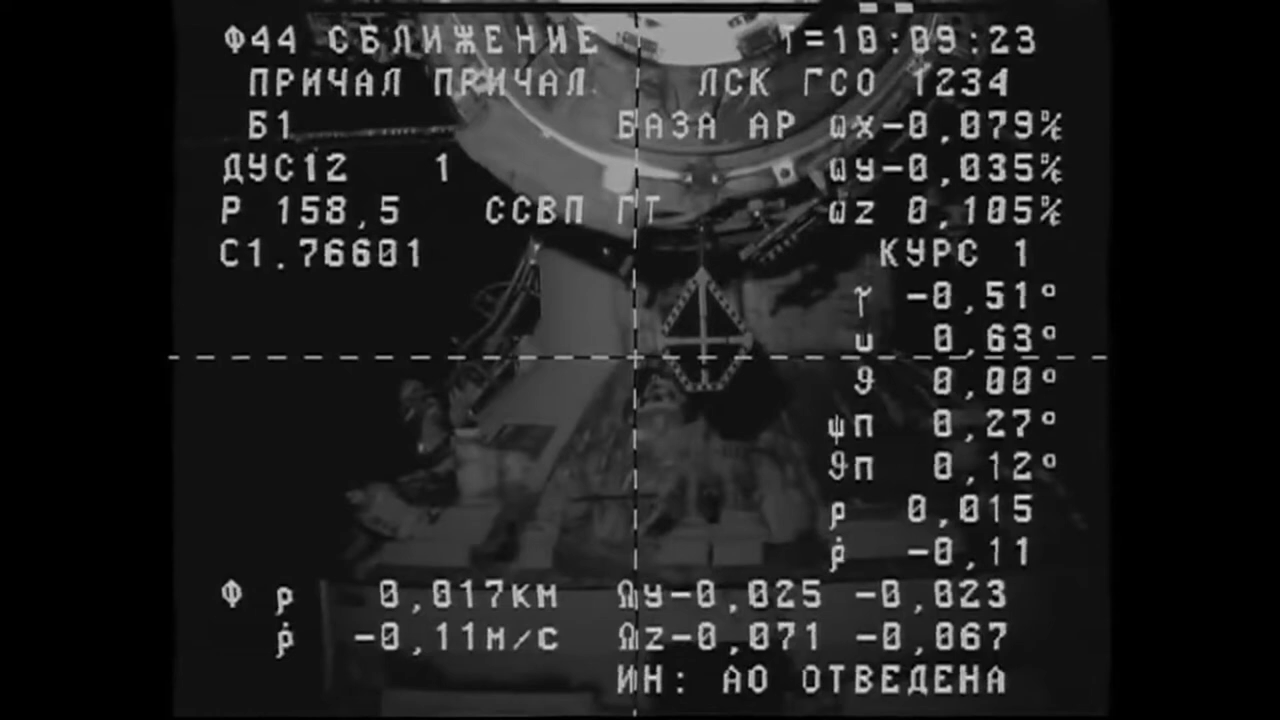 Ф44 СБЛИЖЕНИЕ Т=10:09:23
ПРИЧАЛ ПРИЧАЛ ЛСК ГСО 1234
Б1 БАЗА АР ωx-0,079%
ДУС12 1 ωy-0,035%
Р 158,5 ССВП ГТ ωz 0,105%
С1.76601 КУРС 1
γ -0,51°
u 0,63°
ϑ 0,00°
ψп 0,27°
ϑп 0,12°
ρ 0,015
ρ̇ -0,11
Ф ρ 0,017км Ωy-0,025 -0,023
ρ̇ -0,11м/с Ωz-0,071 -0,067
ИН: АО ОТВЕДЕНА